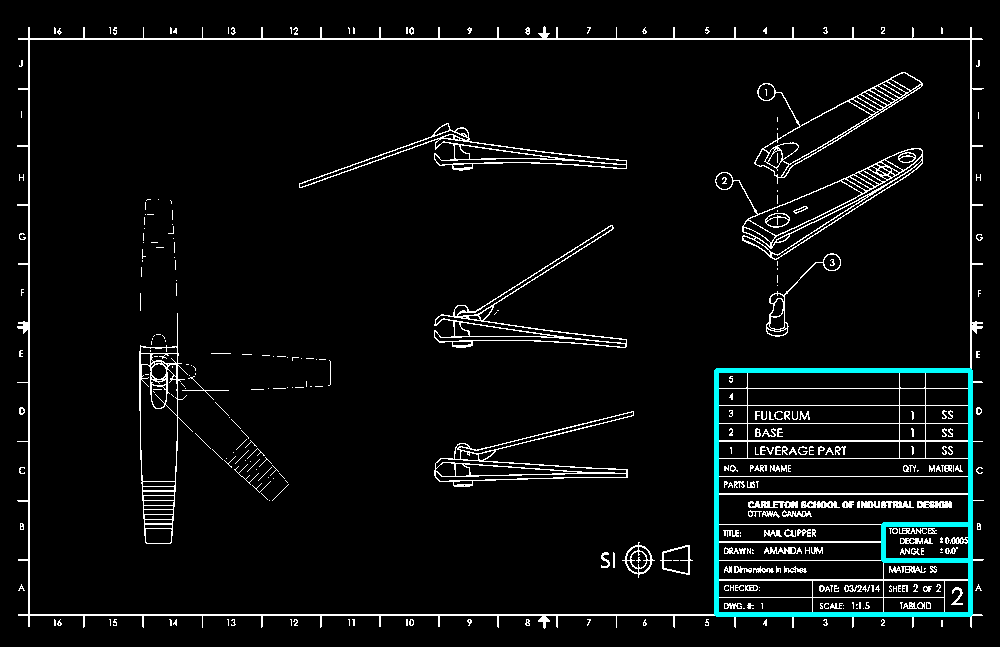 16 15 14 13 12 11 10 9 8 7 6 5 4 3 2 1
J J
I I
H H
G G
F F
E E
D D
C C
B B
A A
1
2
3
SI
5
4
3 FULCRUM 1 SS
2 BASE 1 SS
1 LEVERAGE PART 1 SS
NO. PART NAME QTY. MATERIAL
PARTS LIST
CARLETON SCHOOL OF INDUSTRIAL DESIGN
OTTAWA, CANADA
TITLE: NAIL CLIPPER
DRAWN: AMANDA HUM
TOLERANCES:
DECIMAL ±0.0005
ANGLE ±0.0°
All Dimensions in Inches
MATERIAL: SS
CHECKED: DATE: 03/24/14 SHEET 2 OF 2
DWG. #: 1 SCALE: 1:1.5 TABLOID 2
16 15 14 13 12 11 10 9 8 7 6 5 4 3 2 1